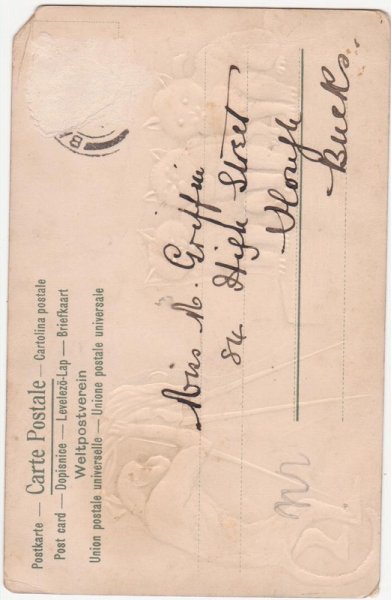 Postkarte — Carte Postale — Cartolina postale
Post card — Dopisnice — Levelező-Lap — Briefkaart
Weltpostverein
Union postale universelle — Unione postale universale
Miss M. Griffin
84 High Street
Slough
Bucks.